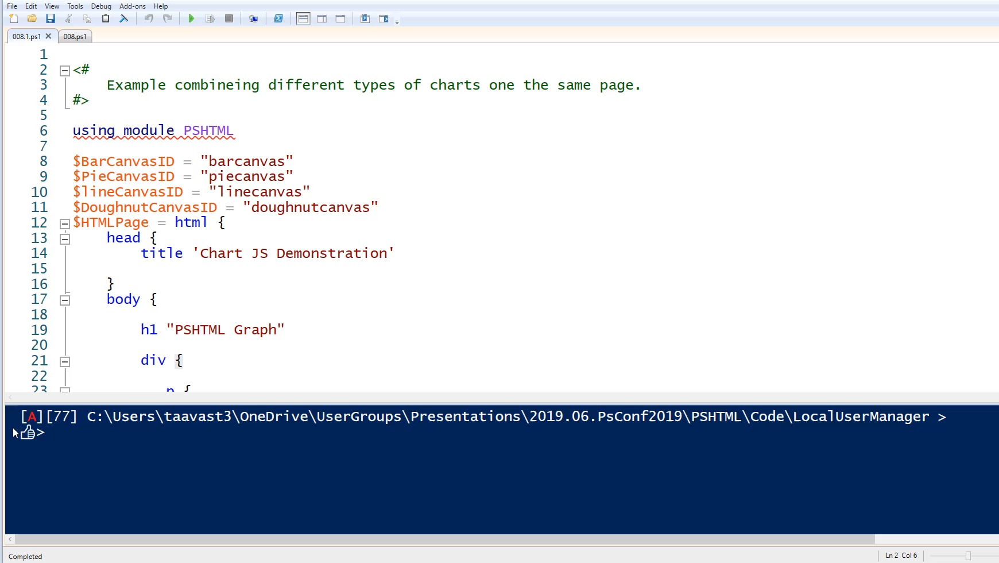 File Edit View Tools Debug Add-ons Help
008.1.ps1 008.ps1
1
2 <#
3 Example combineing different types of charts one the same page.
4 #>
5
6 using module PSHTML
7
8 $BarCanvasID = "barcanvas"
9 $PieCanvasID = "piecanvas"
10 $lineCanvasID = "linecanvas"
11 $DoughnutCanvasID = "doughnutcanvas"
12 $HTMLPage = html {
13 head {
14 title 'Chart JS Demonstration'
15
16 }
17 body {
18
19 h1 "PSHTML Graph"
20
21 div {
22
23 p {
[A][77] C:\Users\taavast3\OneDrive\UserGroups\Presentations\2019.06.PsConf2019\PSHTML\Code\LocalUserManager >
👍>
Completed Ln 2 Col 6